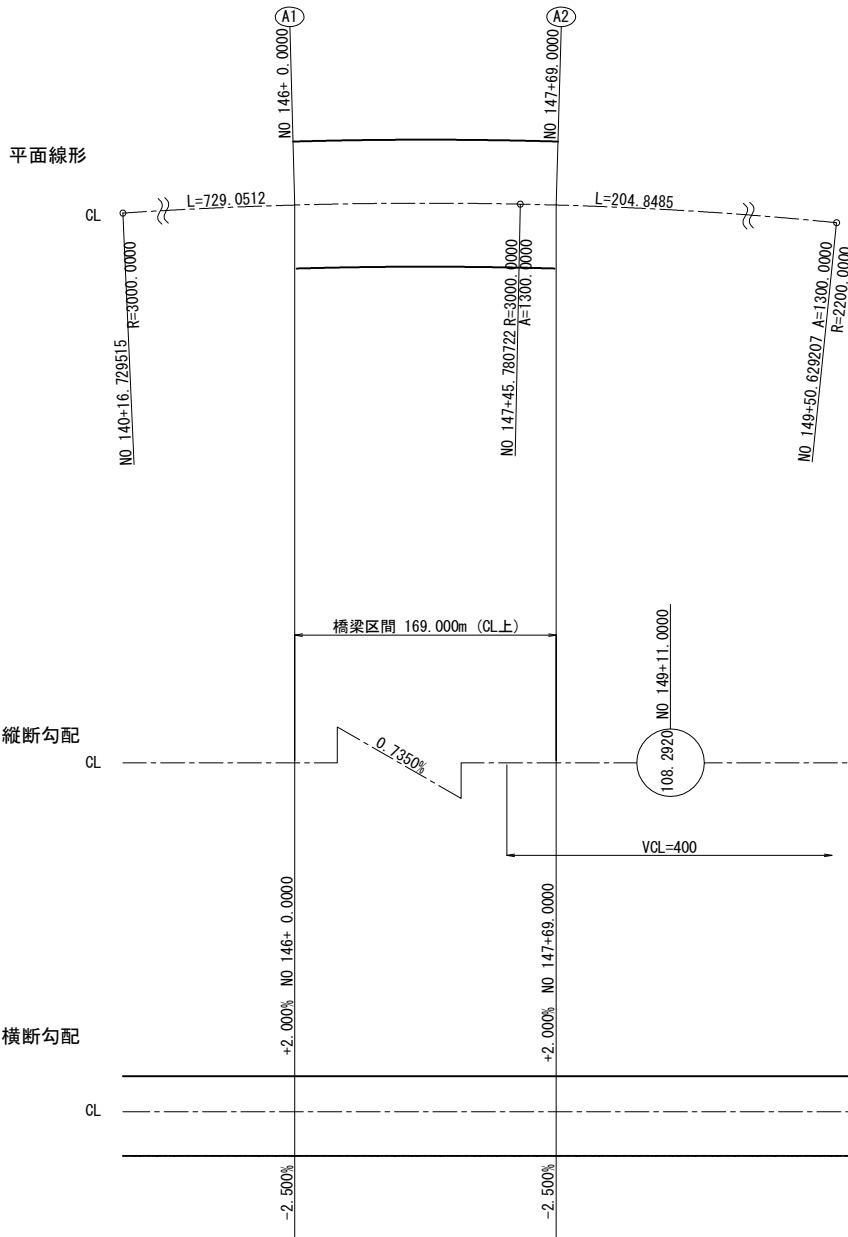 A1
A2
NO 146+ 0.0000
NO 147+69.0000
平面線形
CL
L=729.0512
L=204.8485
R=3000.0000
NO 140+16.729515
R=3000.0000
A=1300.0000
NO 147+45.780722
A=1300.0000
R=2200.0000
NO 149+50.629207
橋梁区間 169.000m (CL上)
NO 149+11.0000
縦断勾配
CL
0.7350%
108.2920
VCL=400
+2.000% NO 146+ 0.0000
+2.000% NO 147+69.0000
横断勾配
CL
-2.500%
-2.500%